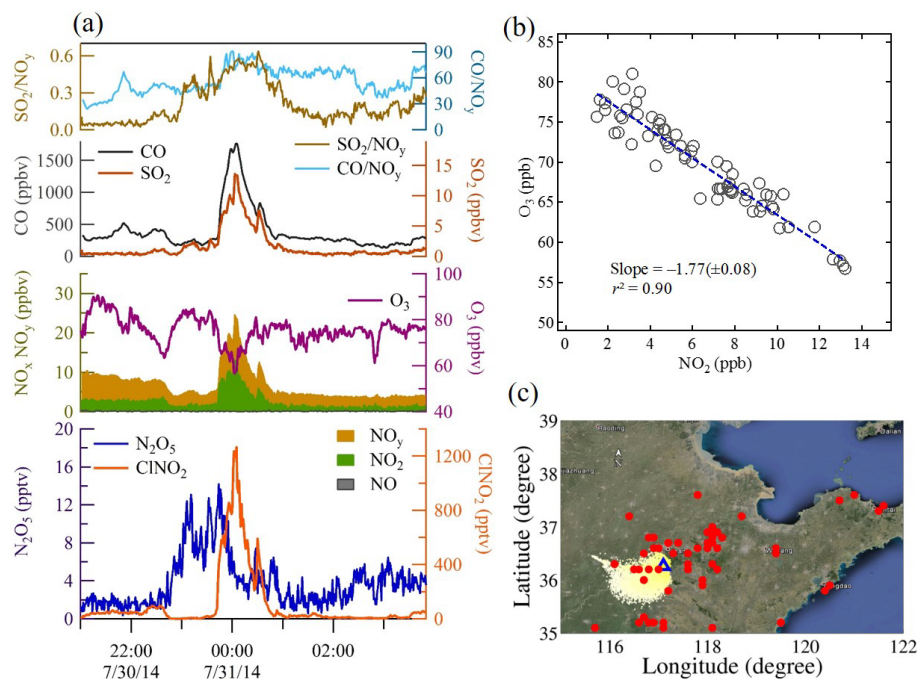 (a)
0.6
0.3
0.0
SO2/NOy
90
60
30
0
CO/NOy
CO
SO2
SO2/NOy
CO/NOy
1500
1000
500
0
CO (ppbv)
15
10
5
0
SO2 (ppbv)
O3
30
20
10
0
NOx NOy (ppbv)
100
80
60
40
O3 (ppbv)
N2O5
ClNO2
NOy
NO2
NO
20
16
12
8
4
0
N2O5 (pptv)
1200
800
400
0
ClNO2 (pptv)
22:00
7/30/14
00:00
7/31/14
02:00
(b)
85
80
75
70
65
60
55
50
O3 (ppb)
Slope = –1.77(±0.08)
r² = 0.90
0 2 4 6 8 10 12 14
NO2 (ppb)
(c)
39
38
37
36
35
Latitude (degree)
Baoding
Dalian
N
116 118 120 122
Longitude (degree)